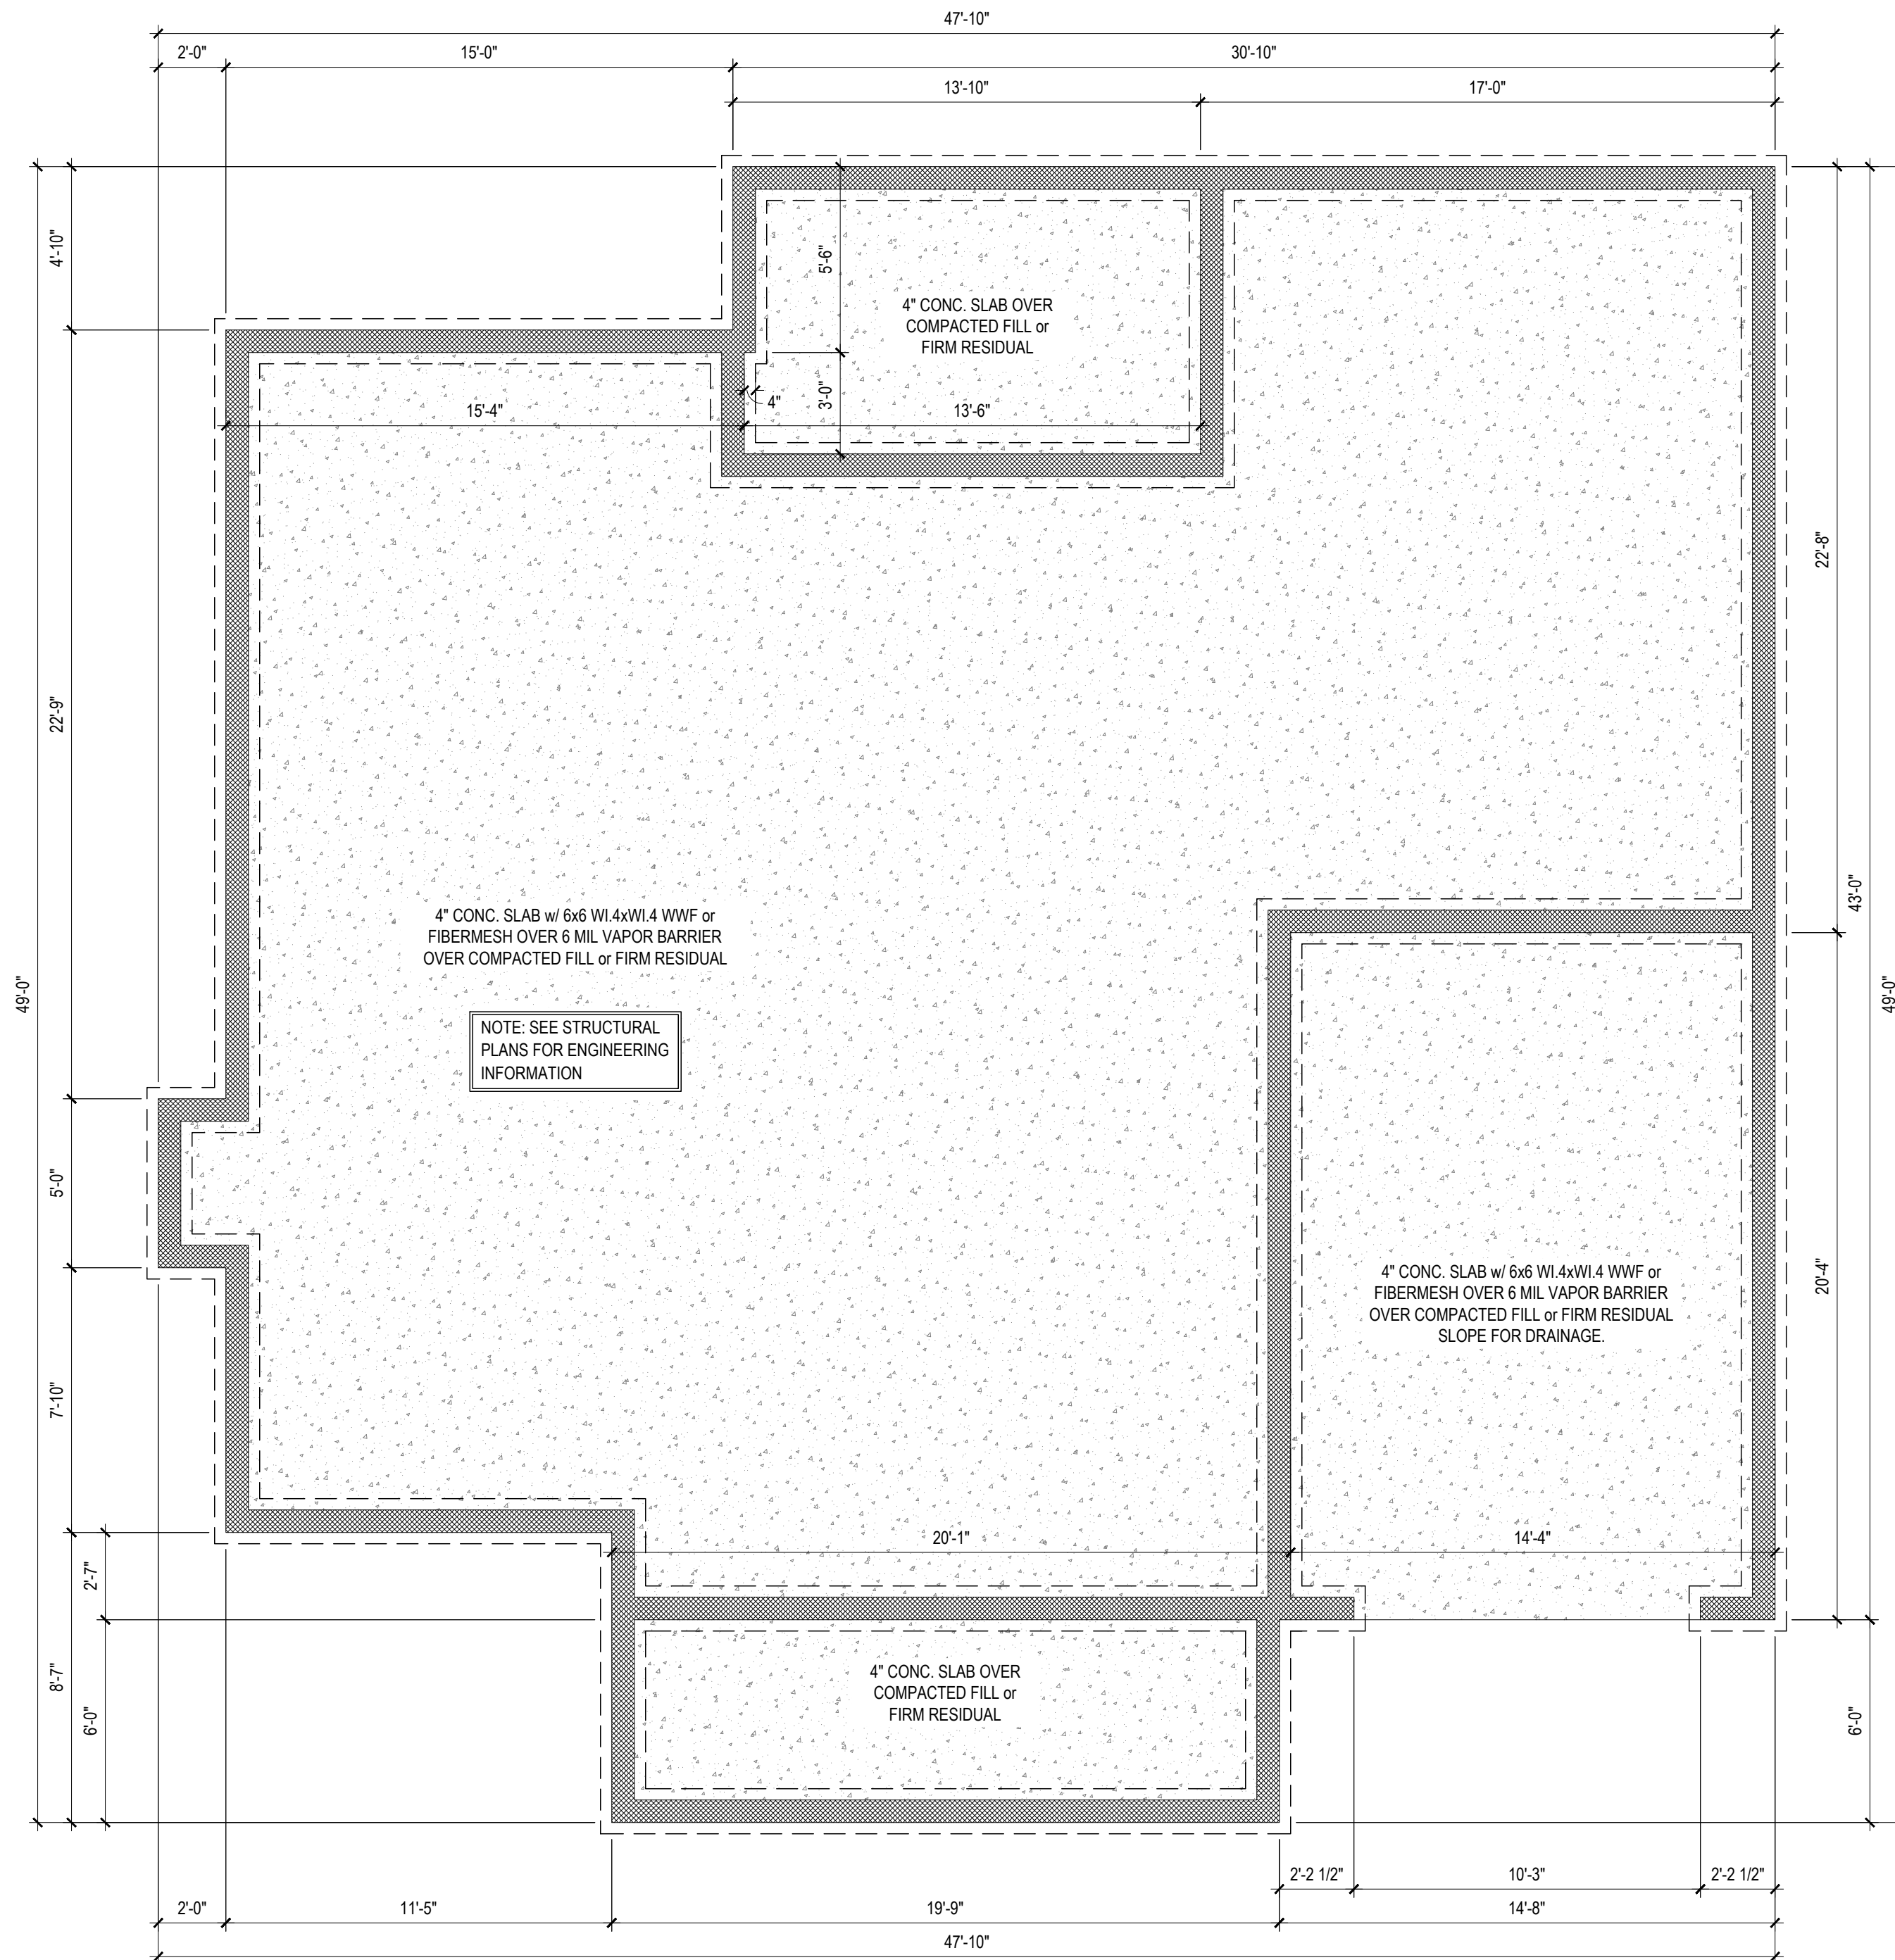 47'-10"
2'-0"
15'-0"
30'-10"
13'-10"
17'-0"
4'-10"
5'-6"
4" CONC. SLAB OVER
COMPACTED FILL or
FIRM RESIDUAL
15'-4"
4"
3'-0"
13'-6"
22'-8"
22'-9"
43'-0"
4" CONC. SLAB w/ 6x6 WI.4xWI.4 WWF or
FIBERMESH OVER 6 MIL VAPOR BARRIER
OVER COMPACTED FILL or FIRM RESIDUAL
49'-0"
49'-0"
NOTE: SEE STRUCTURAL
PLANS FOR ENGINEERING
INFORMATION
5'-0"
4" CONC. SLAB w/ 6x6 WI.4xWI.4 WWF or
FIBERMESH OVER 6 MIL VAPOR BARRIER
OVER COMPACTED FILL or FIRM RESIDUAL
SLOPE FOR DRAINAGE.
20'-4"
7'-10"
20'-1"
14'-4"
2'-7"
8'-7"
4" CONC. SLAB OVER
COMPACTED FILL or
FIRM RESIDUAL
6'-0"
6'-0"
2'-2 1/2"
10'-3"
2'-2 1/2"
2'-0"
11'-5"
19'-9"
14'-8"
47'-10"